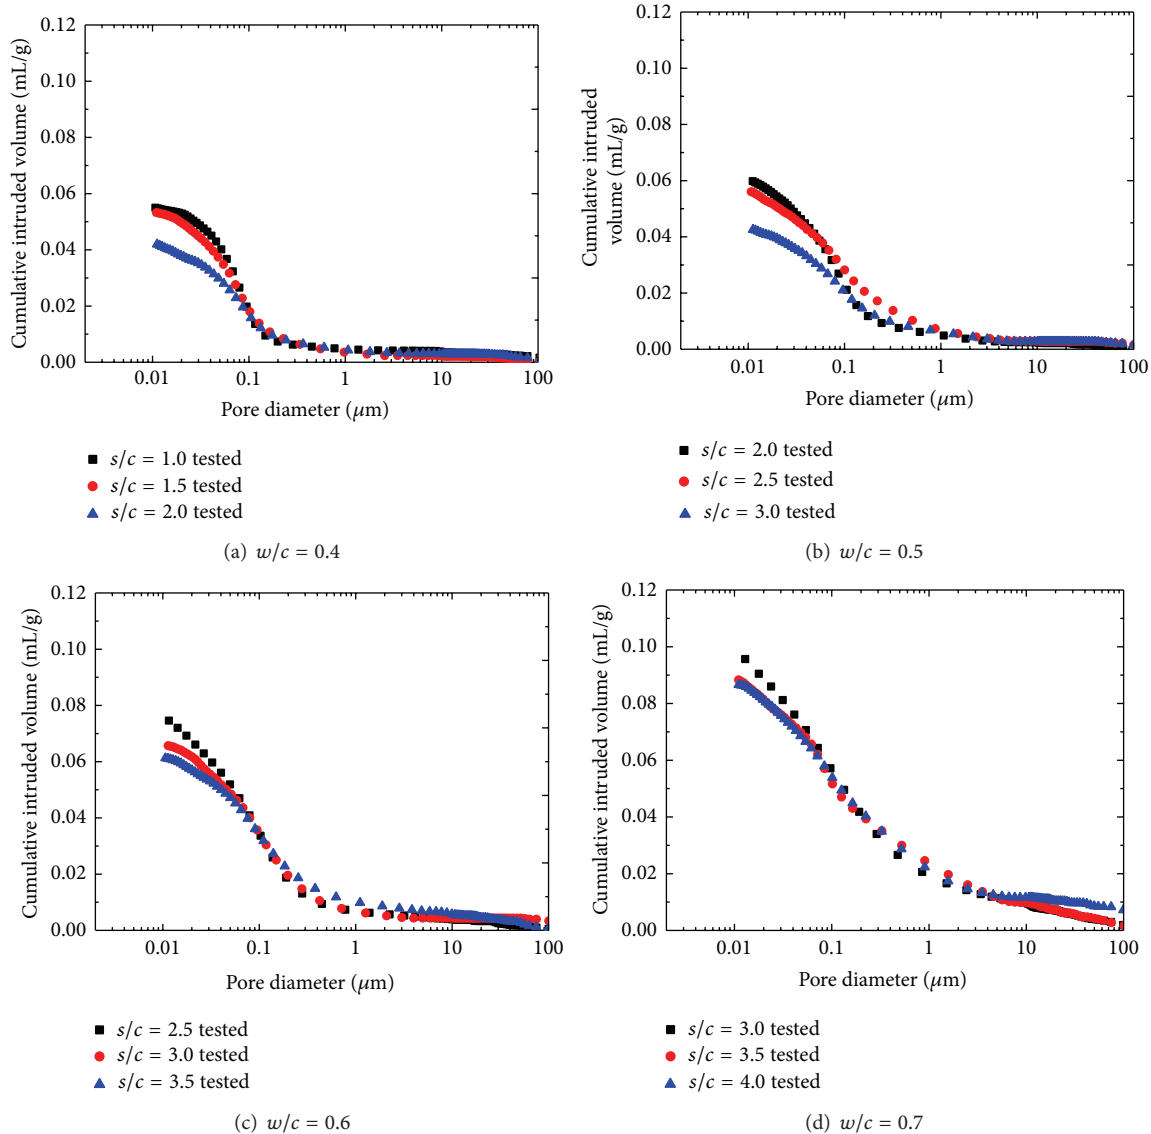 Cumulative intruded volume (mL/g)
0.12
0.10
0.08
0.06
0.04
0.02
0.00
0.01 0.1 1 10 100
Pore diameter (μm)
s/c = 1.0 tested
s/c = 1.5 tested
s/c = 2.0 tested
(a) w/c = 0.4
Cumulative intruded
volume (mL/g)
0.12
0.10
0.08
0.06
0.04
0.02
0.00
0.01 0.1 1 10 100
Pore diameter (μm)
s/c = 2.0 tested
s/c = 2.5 tested
s/c = 3.0 tested
(b) w/c = 0.5
Cumulative intruded volume (mL/g)
0.12
0.10
0.08
0.06
0.04
0.02
0.00
0.01 0.1 1 10 100
Pore diameter (μm)
s/c = 2.5 tested
s/c = 3.0 tested
s/c = 3.5 tested
(c) w/c = 0.6
Cumulative intruded volume (mL/g)
0.12
0.10
0.08
0.06
0.04
0.02
0.00
0.01 0.1 1 10 100
Pore diameter (μm)
s/c = 3.0 tested
s/c = 3.5 tested
s/c = 4.0 tested
(d) w/c = 0.7